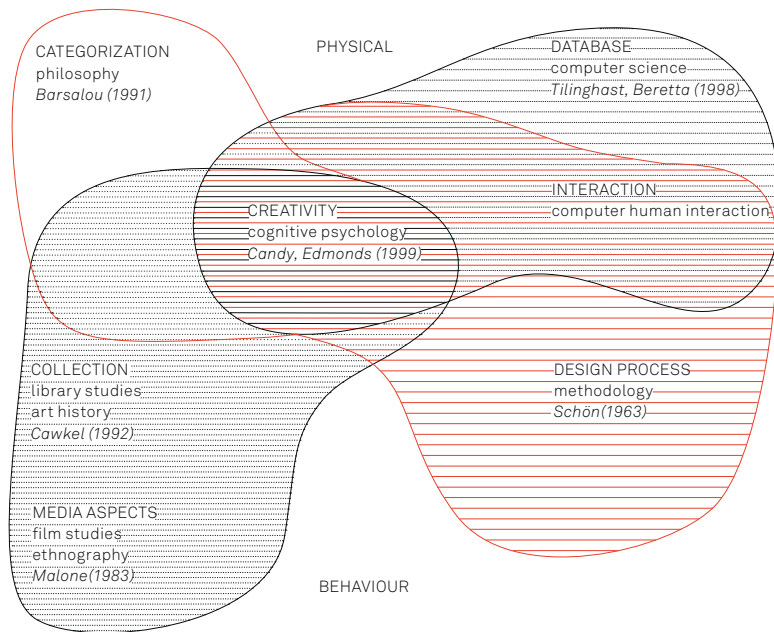 CATEGORIZATION
philosophy
Barsalou (1991)
PHYSICAL
DATABASE
computer science
Tilinghast, Beretta (1998)
CREATIVITY
cognitive psychology
Candy, Edmonds (1999)
INTERACTION
computer human interaction
COLLECTION
library studies
art history
Cawkel (1992)
DESIGN PROCESS
methodology
Schön(1963)
MEDIA ASPECTS
film studies
ethnography
Malone(1983)
BEHAVIOUR